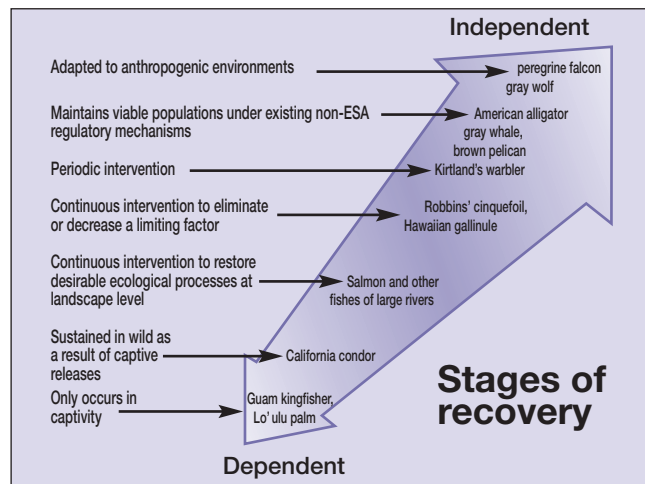 Independent
Adapted to anthropogenic environments
peregrine falcon
gray wolf
Maintains viable populations under existing non-ESA
regulatory mechanisms
American alligator
gray whale,
brown pelican
Periodic intervention
Kirtland's warbler
Continuous intervention to eliminate
or decrease a limiting factor
Robbins' cinquefoil,
Hawaiian gallinule
Continuous intervention to restore
desirable ecological processes at
landscape level
Salmon and other
fishes of large rivers
Sustained in wild as
a result of captive
releases
California condor
Only occurs in
captivity
Guam kingfisher,
Lo'ulu palm
Stages of
recovery
Dependent